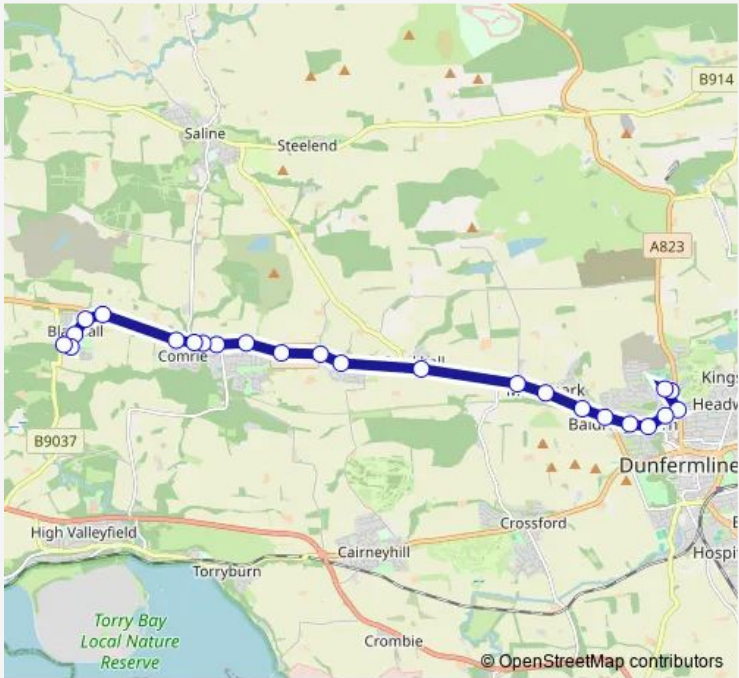 B914
Saline
Steelend
A823
Comrie
Kings
Headw
B9037
Dunfermline
High Valleyfield
Crossford
Cairneyhill
Hospi
Torryburn
Torry Bay
Local Nature
Reserve
Crombie
© OpenStreetMap contributors